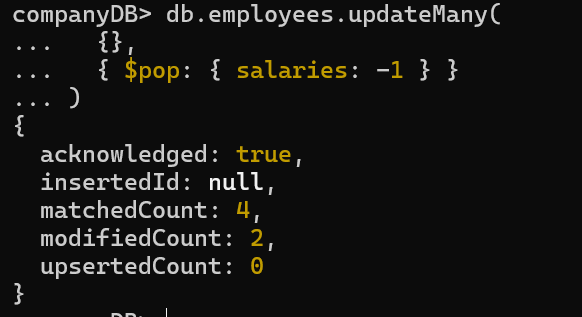 companyDB> db.employees.updateMany(
...   {},
...   { $pop: { salaries: -1 } }
... )
{
  acknowledged: true,
  insertedId: null,
  matchedCount: 4,
  modifiedCount: 2,
  upsertedCount: 0
}